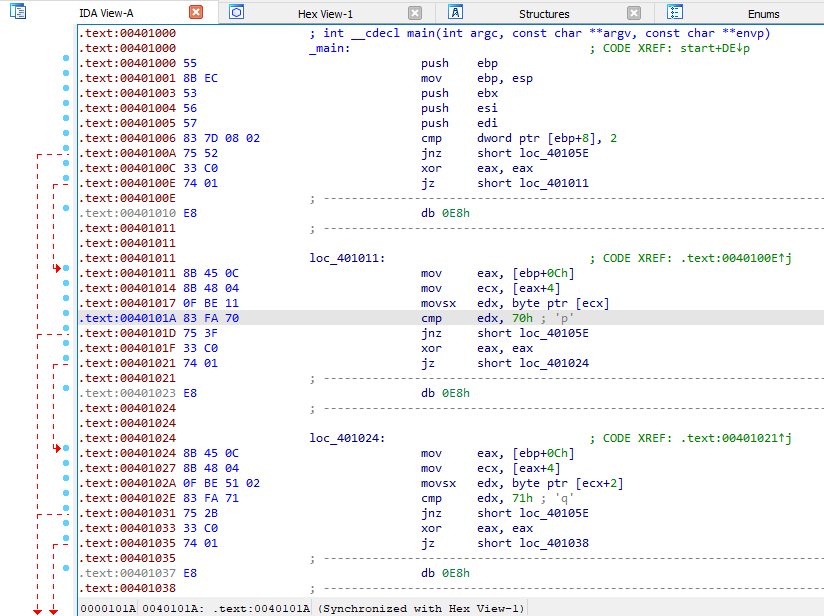 IDA View-A Hex View-1 Structures Enums
.text:00401000 ; int __cdecl main(int argc, const char **argv, const char **envp)
.text:00401000 _main: ; CODE XREF: start+DE↓p
.text:00401000 55 push ebp
.text:00401001 8B EC mov ebp, esp
.text:00401003 53 push ebx
.text:00401004 56 push esi
.text:00401005 57 push edi
.text:00401006 83 7D 08 02 cmp dword ptr [ebp+8], 2
.text:0040100A 75 52 jnz short loc_40105E
.text:0040100C 33 C0 xor eax, eax
.text:0040100E 74 01 jz short loc_401011
.text:0040100E ; ---------------------------------------------------------------------------
.text:00401010 E8 db 0E8h
.text:00401011 ; ---------------------------------------------------------------------------
.text:00401011
.text:00401011 loc_401011: ; CODE XREF: .text:0040100E↑j
.text:00401011 8B 45 0C mov eax, [ebp+0Ch]
.text:00401014 8B 48 04 mov ecx, [eax+4]
.text:00401017 0F BE 11 movsx edx, byte ptr [ecx]
.text:0040101A 83 FA 70 cmp edx, 70h ; 'p'
.text:0040101D 75 3F jnz short loc_40105E
.text:0040101F 33 C0 xor eax, eax
.text:00401021 74 01 jz short loc_401024
.text:00401021 ; ---------------------------------------------------------------------------
.text:00401023 E8 db 0E8h
.text:00401024 ; ---------------------------------------------------------------------------
.text:00401024
.text:00401024 loc_401024: ; CODE XREF: .text:00401021↑j
.text:00401024 8B 45 0C mov eax, [ebp+0Ch]
.text:00401027 8B 48 04 mov ecx, [eax+4]
.text:0040102A 0F BE 51 02 movsx edx, byte ptr [ecx+2]
.text:0040102E 83 FA 71 cmp edx, 71h ; 'q'
.text:00401031 75 2B jnz short loc_40105E
.text:00401033 33 C0 xor eax, eax
.text:00401035 74 01 jz short loc_401038
.text:00401035 ; ---------------------------------------------------------------------------
.text:00401037 E8 db 0E8h
.text:00401038 ; ---------------------------------------------------------------------------
0000101A 0040101A: .text:0040101A (Synchronized with Hex View-1)